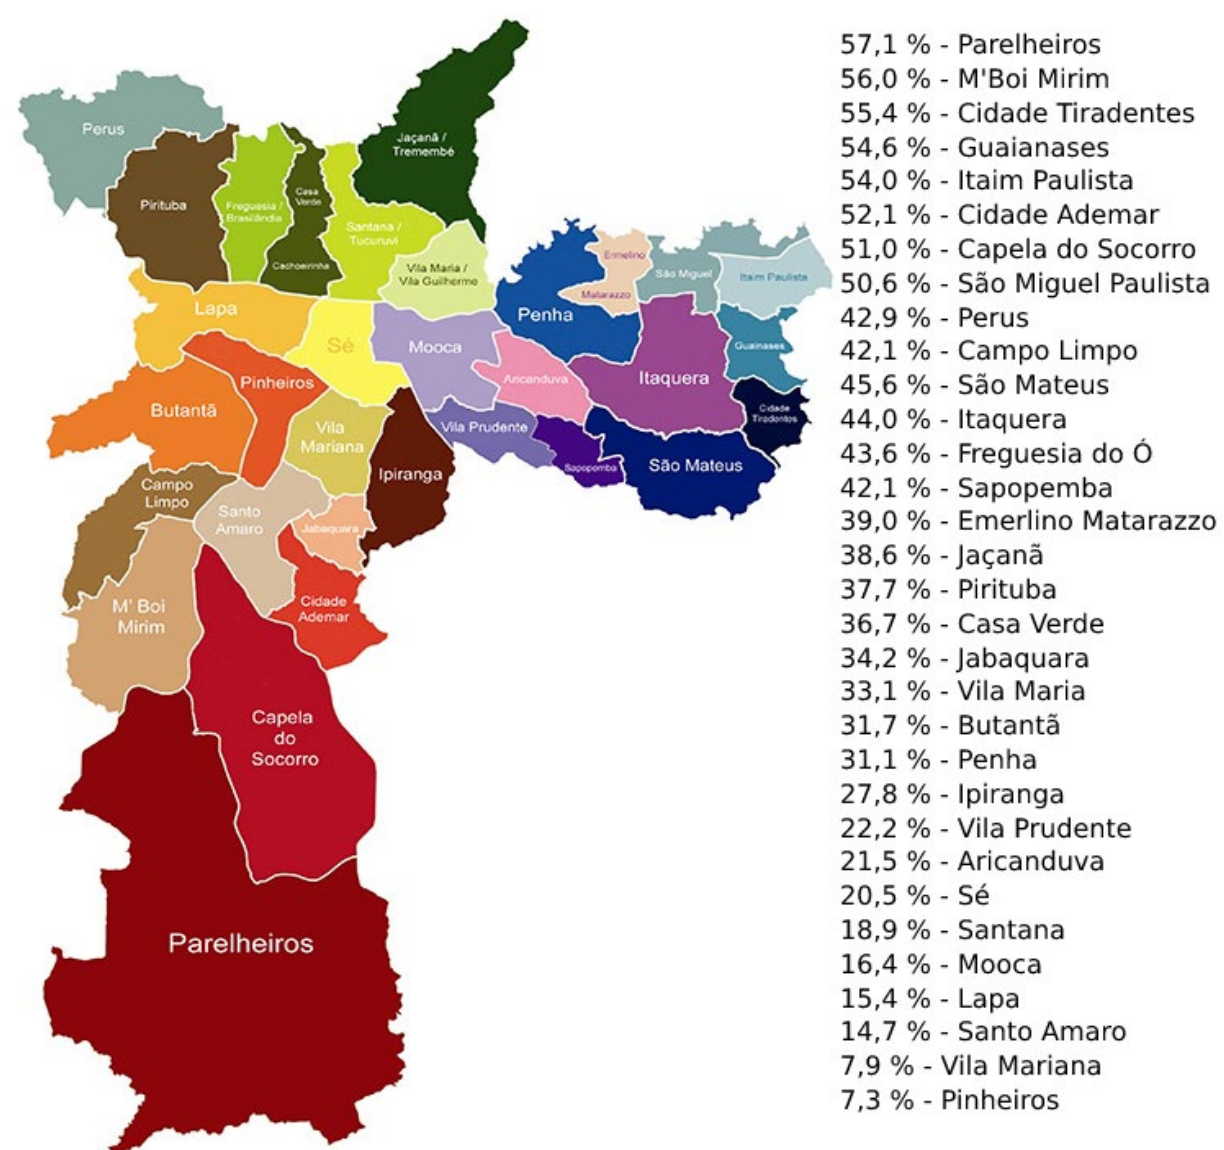 Perus
Pirituba
Freguesia /
Brasilândia
Casa
Verde
Cachoeirinha
Jaçanã /
Tremembé
Santana /
Tucuruvi
Vila Maria /
Vila Guilherme
Lapa
Sé
Mooca
Penha
Ermelino
Matarazzo
São Miguel
Itaim Paulista
Guainases
Cidade
Tiradentos
Itaquera
Aricanduva
Vila Prudente
Sapopomba
São Mateus
Pinheiros
Butantã
Vila
Mariana
Ipiranga
Campo
Limpo
Santo
Amaro
Jabaquara
M' Boi
Mirim
Cidade
Ademar
Capela
do
Socorro
Parelheiros
57,1 % - Parelheiros
56,0 % - M'Boi Mirim
55,4 % - Cidade Tiradentes
54,6 % - Guaianases
54,0 % - Itaim Paulista
52,1 % - Cidade Ademar
51,0 % - Capela do Socorro
50,6 % - São Miguel Paulista
42,9 % - Perus
42,1 % - Campo Limpo
45,6 % - São Mateus
44,0 % - Itaquera
43,6 % - Freguesia do Ó
42,1 % - Sapopemba
39,0 % - Emerlino Matarazzo
38,6 % - Jaçanã
37,7 % - Pirituba
36,7 % - Casa Verde
34,2 % - Jabaquara
33,1 % - Vila Maria
31,7 % - Butantã
31,1 % - Penha
27,8 % - Ipiranga
22,2 % - Vila Prudente
21,5 % - Aricanduva
20,5 % - Sé
18,9 % - Santana
16,4 % - Mooca
15,4 % - Lapa
14,7 % - Santo Amaro
7,9 % - Vila Mariana
7,3 % - Pinheiros